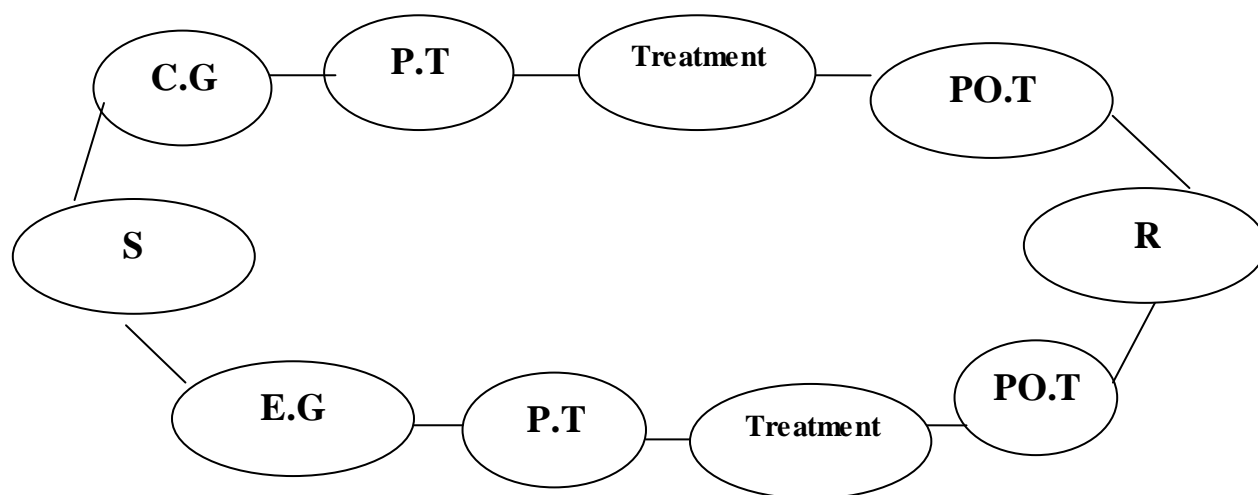 C.G
P.T
Treatment
PO.T
S
R
E.G
P.T
Treatment
PO.T